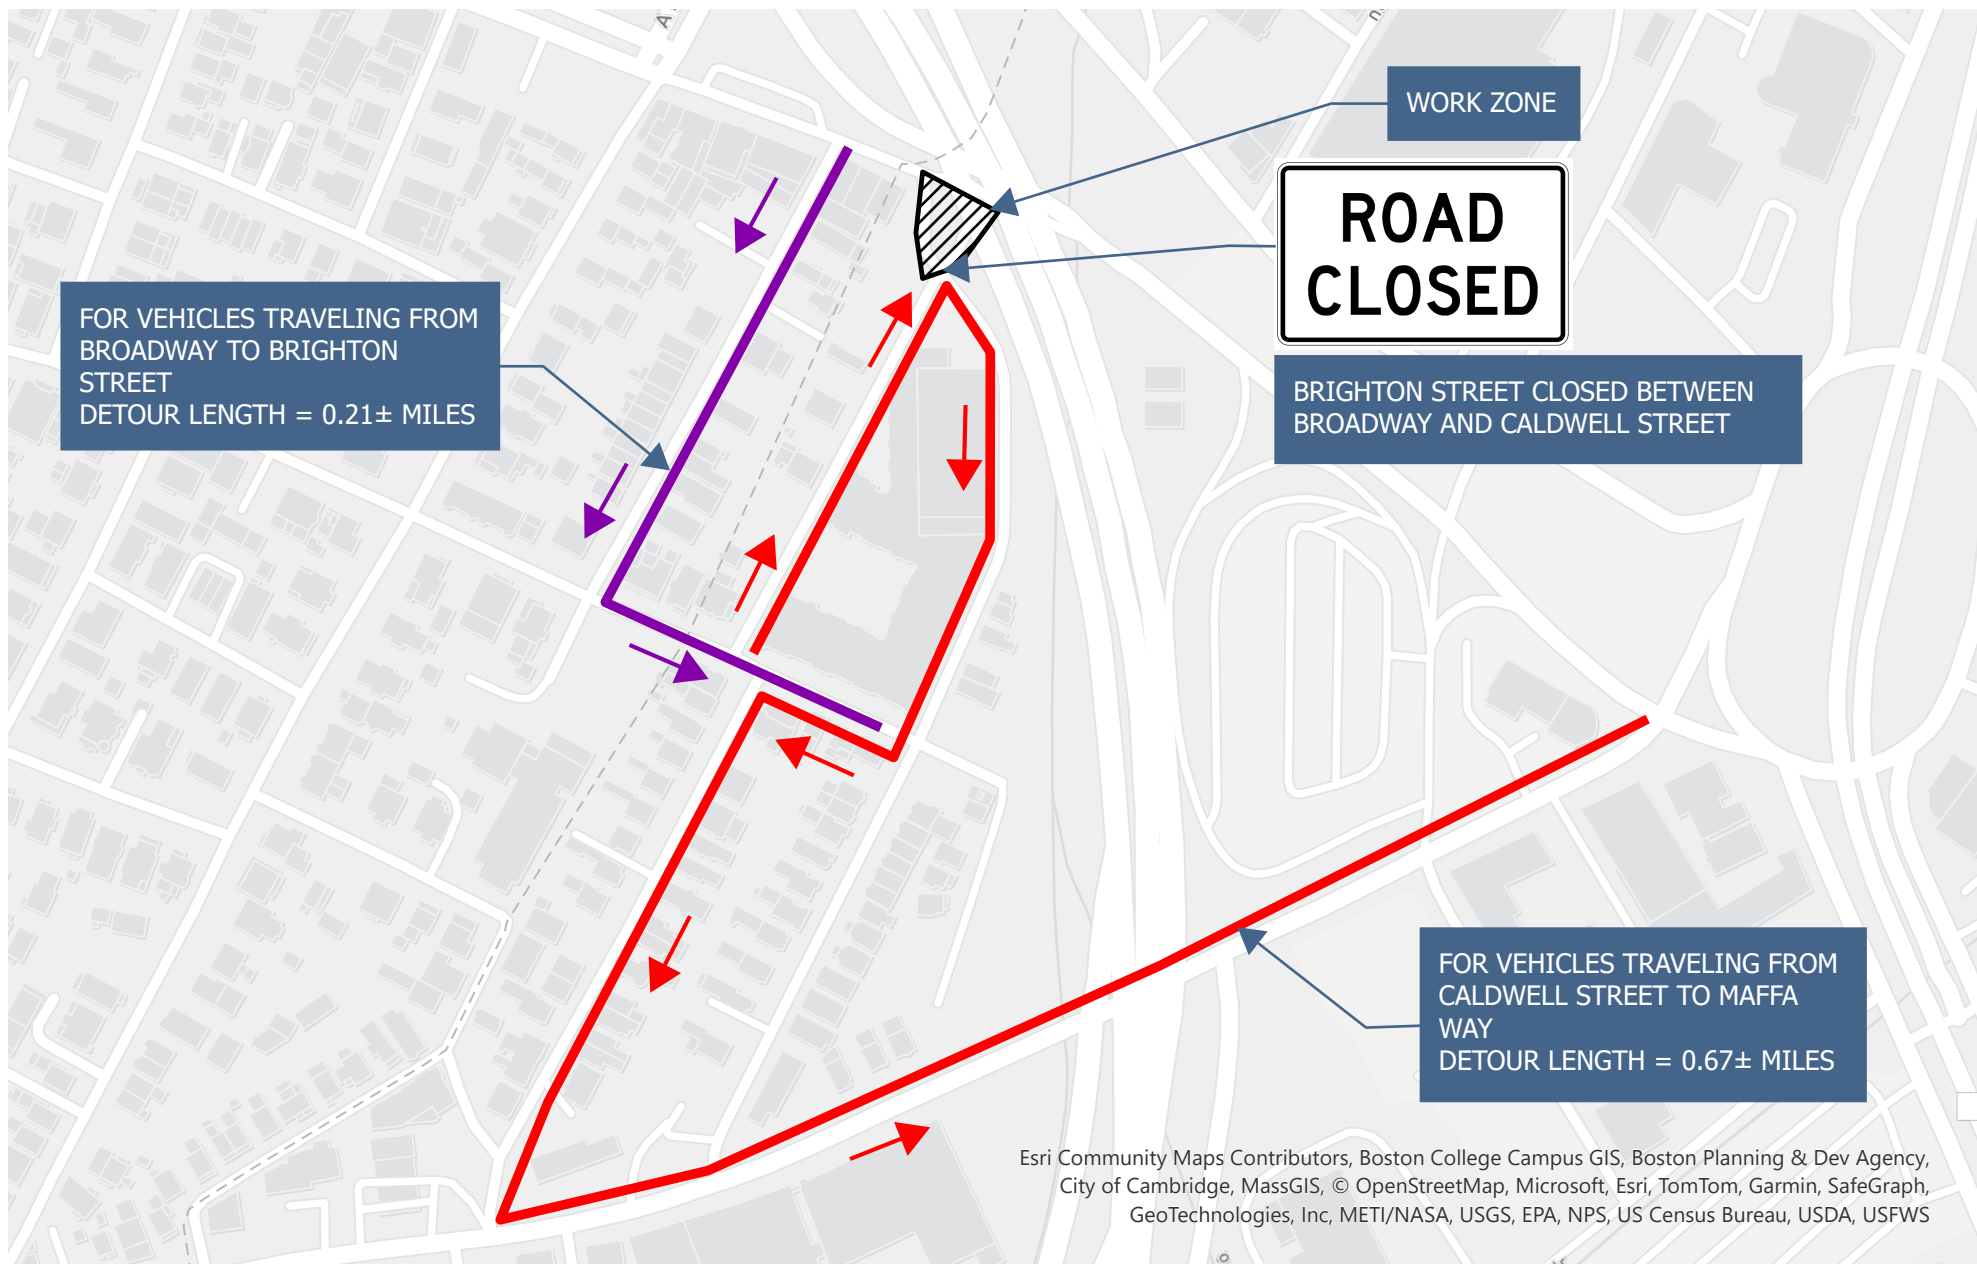 WORK ZONE
ROAD
CLOSED
FOR VEHICLES TRAVELING FROM
BROADWAY TO BRIGHTON
STREET
DETOUR LENGTH = 0.21± MILES
BRIGHTON STREET CLOSED BETWEEN
BROADWAY AND CALDWELL STREET
FOR VEHICLES TRAVELING FROM
CALDWELL STREET TO MAFFA
WAY
DETOUR LENGTH = 0.67± MILES
Esri Community Maps Contributors, Boston College Campus GIS, Boston Planning & Dev Agency,
City of Cambridge, MassGIS, © OpenStreetMap, Microsoft, Esri, TomTom, Garmin, SafeGraph,
GeoTechnologies, Inc, METI/NASA, USGS, EPA, NPS, US Census Bureau, USDA, USFWS